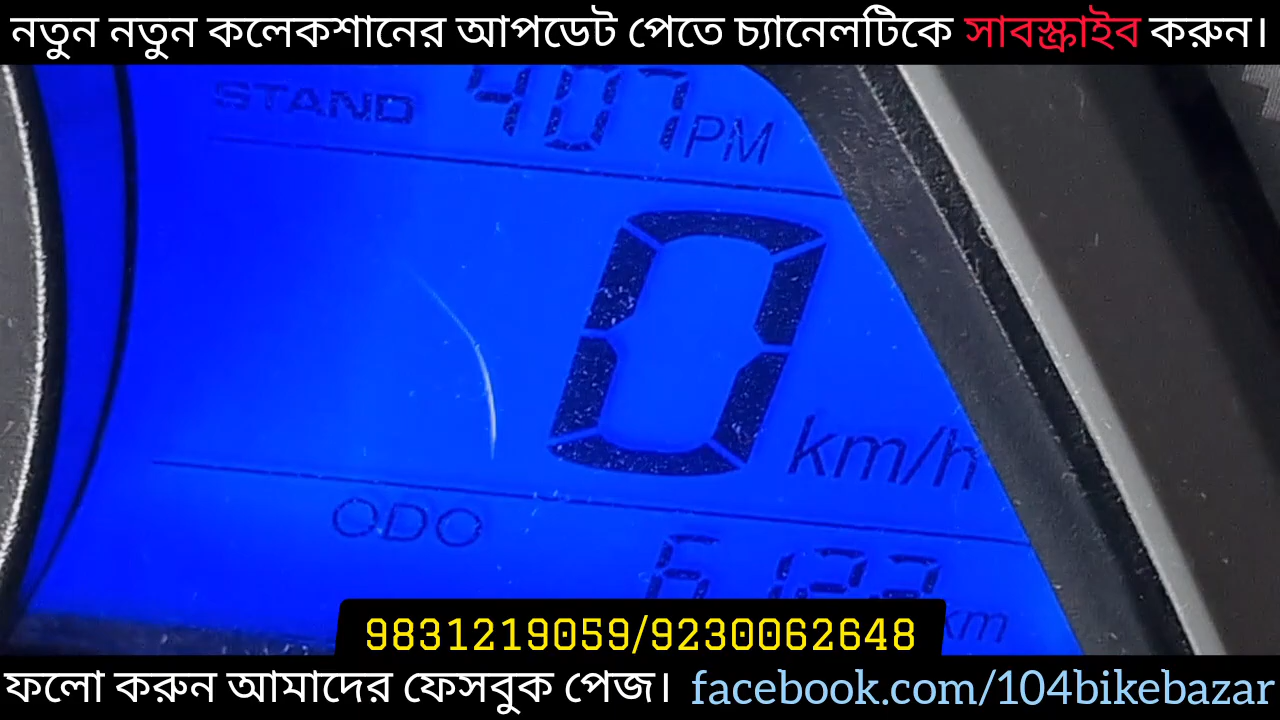 নতুন নতুন কলেকশানের আপডেট পেতে চ্যানেলটিকে সাবস্ক্রাইব করুন।
STAND 407 PM
0 km/h
ODO
km
9831219059/9230062648
ফলো করুন আমাদের ফেসবুক পেজ। facebook.com/104bikebazar